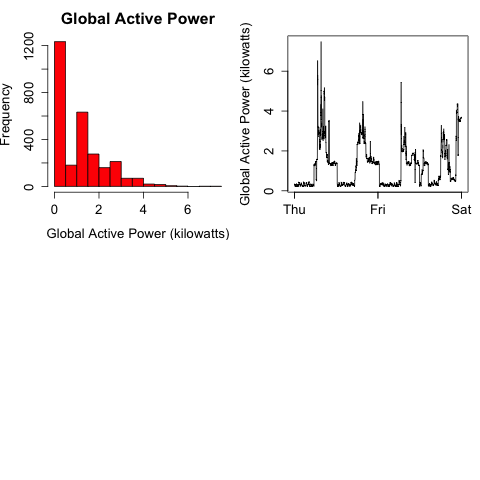 Global Active Power
Frequency
1200
400
0
0 2 4 6
Global Active Power (kilowatts)
Global Active Power (kilowatts)
6
4
2
0
Thu Fri Sat